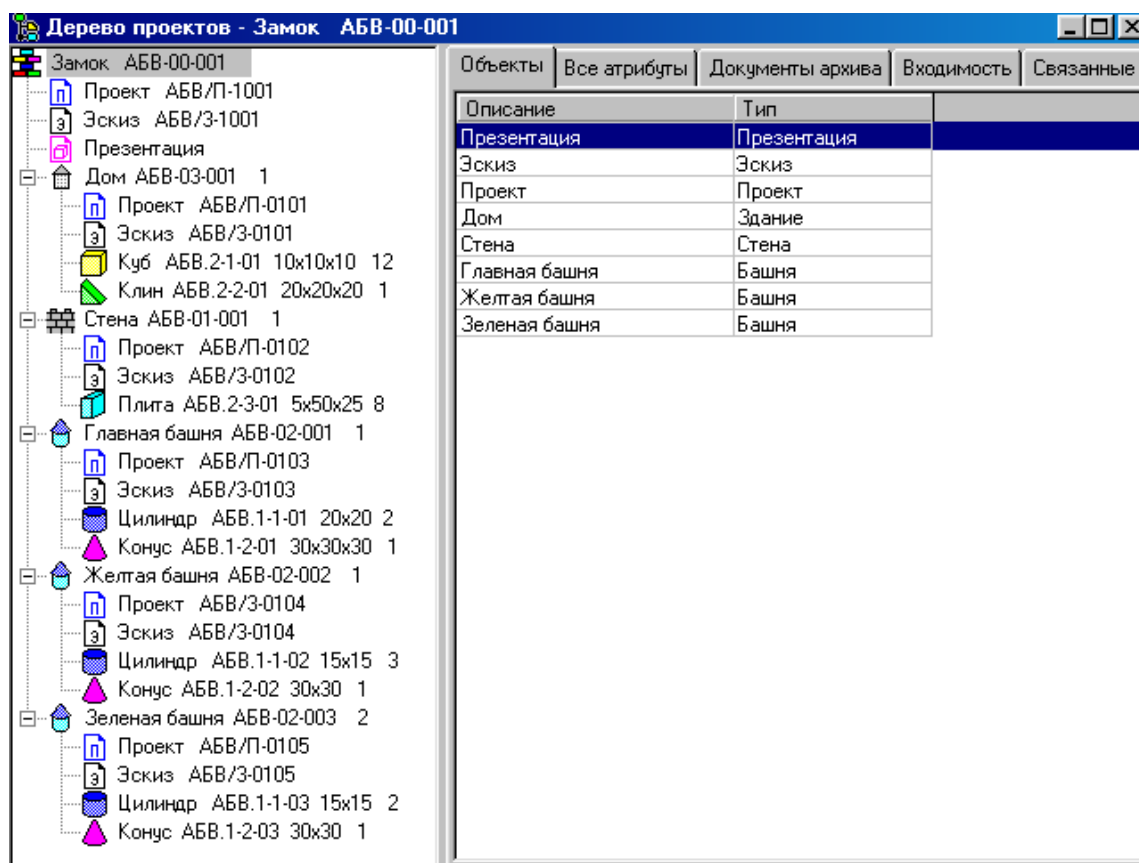 Дерево проектов - Замок АБВ-00-001
Замок АБВ-00-001
Проект АБВ/П-1001
Эскиз АБВ/Э-1001
Презентация
Дом АБВ-03-001 1
Проект АБВ/П-0101
Эскиз АБВ/Э-0101
Куб АБВ.2-1-01 10x10x10 12
Клин АБВ.2-2-01 20x20x20 1
Стена АБВ-01-001 1
Проект АБВ/П-0102
Эскиз АБВ/Э-0102
Плита АБВ.2-3-01 5x50x25 8
Главная башня АБВ-02-001 1
Проект АБВ/П-0103
Эскиз АБВ/Э-0103
Цилиндр АБВ.1-1-01 20x20 2
Конус АБВ.1-2-01 30x30x30 1
Желтая башня АБВ-02-002 1
Проект АБВ/Э-0104
Эскиз АБВ/Э-0104
Цилиндр АБВ.1-1-02 15x15 3
Конус АБВ.1-2-02 30x30 1
Зеленая башня АБВ-02-003 2
Проект АБВ/П-0105
Эскиз АБВ/Э-0105
Цилиндр АБВ.1-1-03 15x15 2
Конус АБВ.1-2-03 30x30 1
Объекты Все атрибуты Документы архива Входимость Связанные
Описание Тип
Презентация Презентация
Эскиз Эскиз
Проект Проект
Дом Здание
Стена Стена
Главная башня Башня
Желтая башня Башня
Зеленая башня Башня